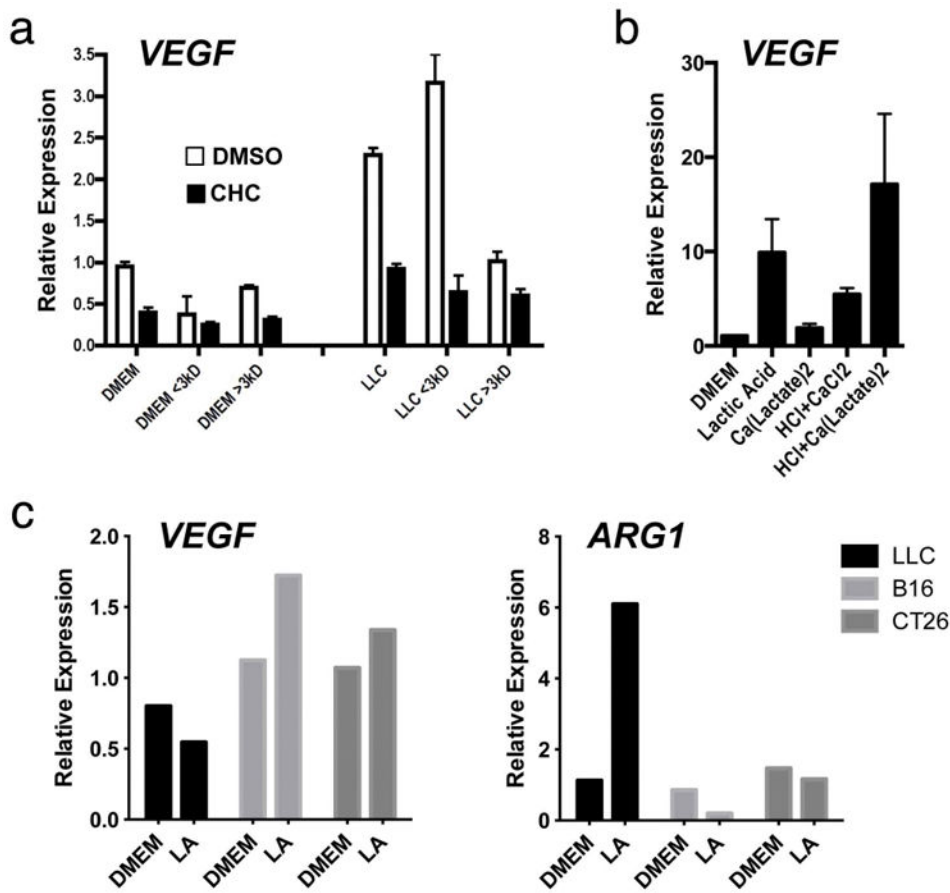 a
VEGF
Relative Expression
3.5
3.0
2.5
2.0
1.5
1.0
0.5
0.0
DMSO
CHC
DMEM
DMEM <3kD
DMEM >3kD
LLC
LLC <3kD
LLC >3kD
b
VEGF
Relative Expression
30
20
10
0
DMEM
Lactic Acid
Ca(Lactate)2
HCl+CaCl2
HCl+Ca(Lactate)2
c
VEGF
Relative Expression
2.0
1.5
1.0
0.5
0.0
DMEM
LA
DMEM
LA
DMEM
LA
ARG1
Relative Expression
8
6
4
2
0
DMEM
LA
DMEM
LA
DMEM
LA
LLC
B16
CT26